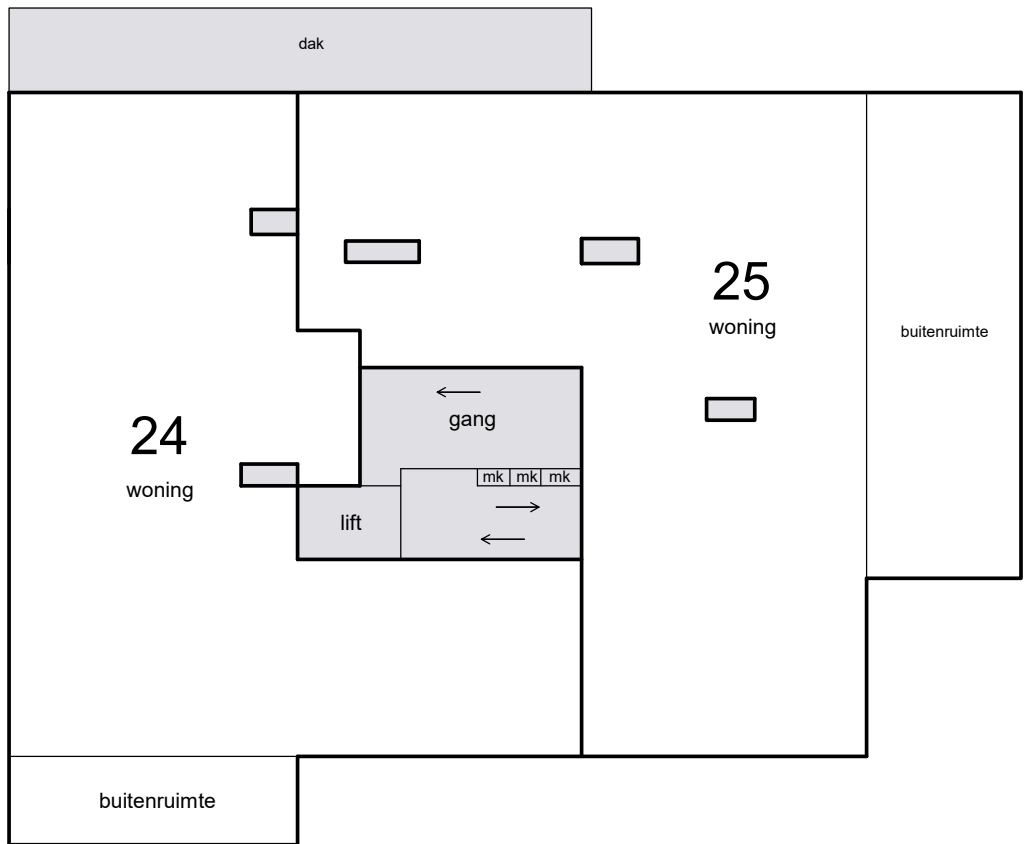 dak
25
woning
buitenruimte
gang
24
woning
mk mk mk
lift
buitenruimte